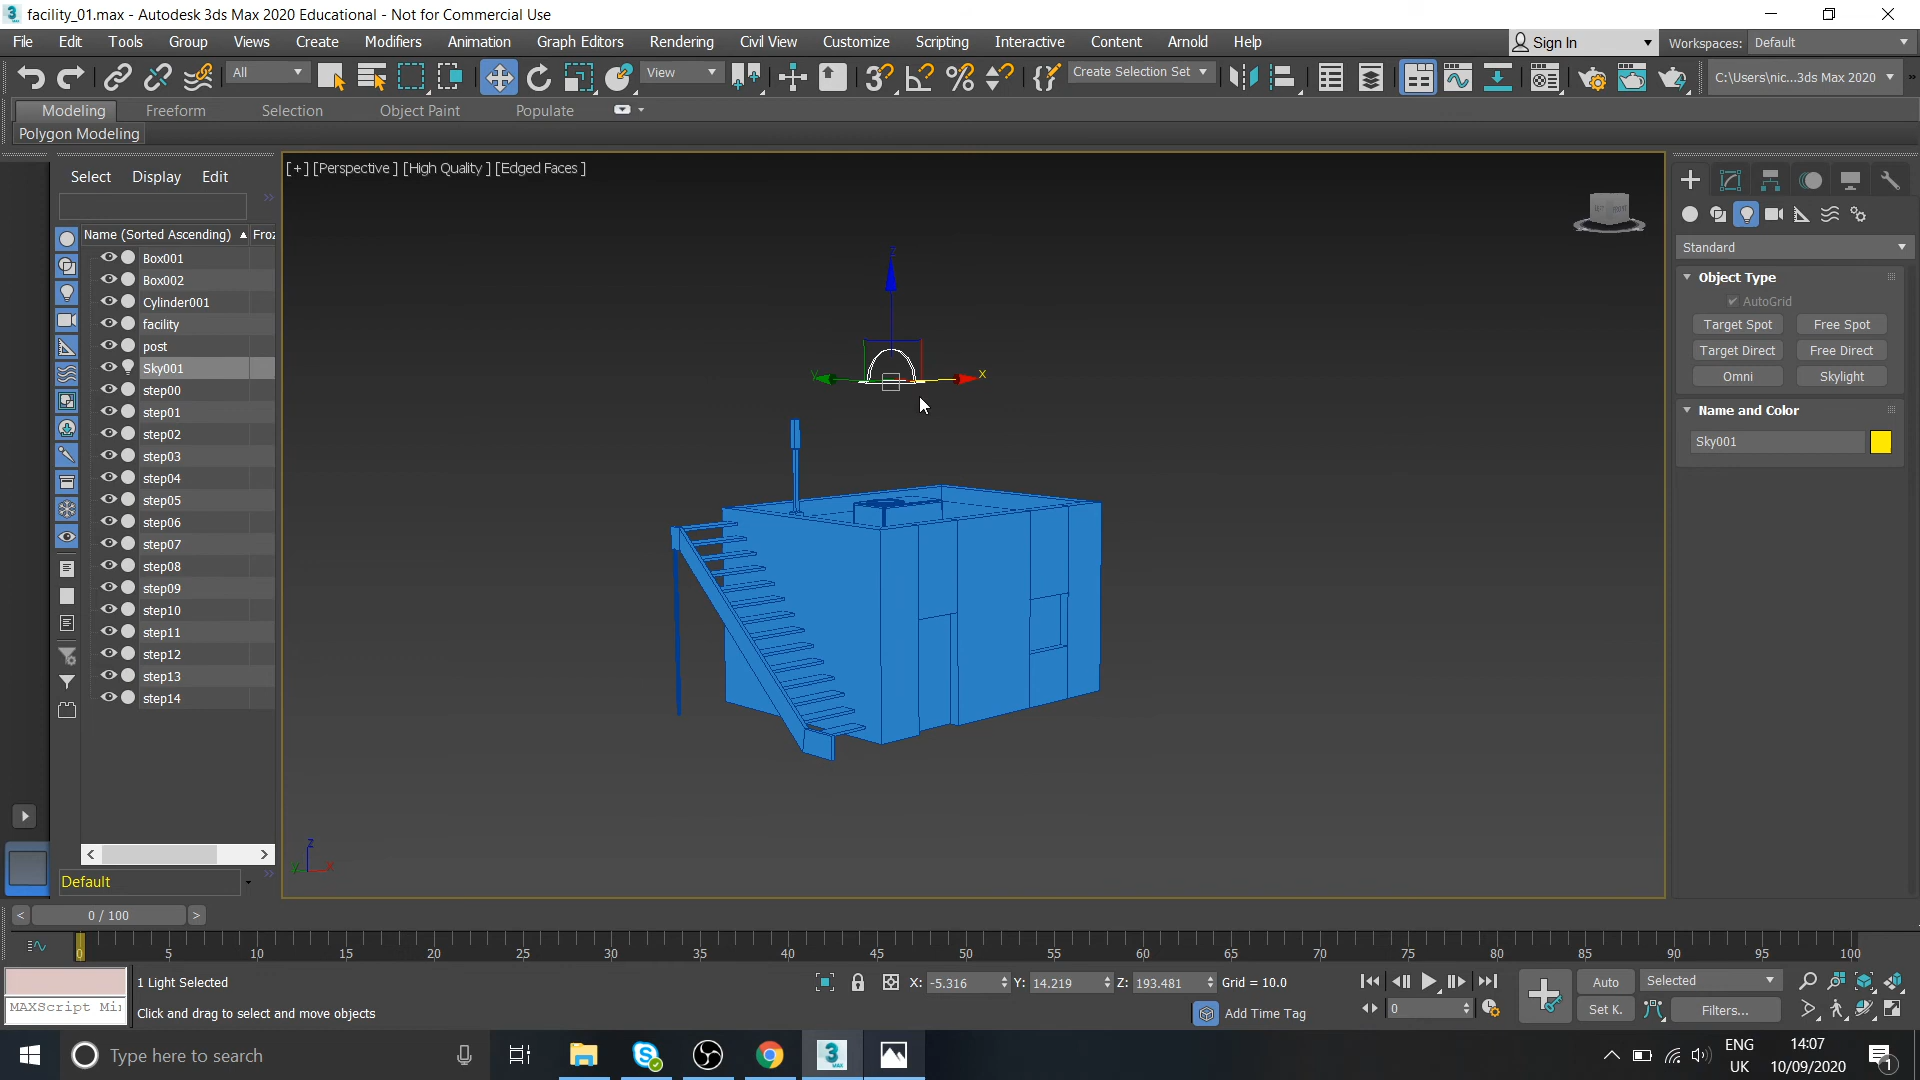 facility_01.max - Autodesk 3ds Max 2020 Educational - Not for Commercial Use
File Edit Tools Group Views Create Modifiers Animation Graph Editors Rendering Civil View Customize Scripting Interactive Content Arnold Help
Sign In Workspaces: Default
All View Create Selection Set C:\Users\nic...3ds Max 2020
Modeling Freeform Selection Object Paint Populate
Polygon Modeling
Select Display Edit
[+] [Perspective ] [High Quality ] [Edged Faces ]
Name (Sorted Ascending) Froz
Box001
Box002
Cylinder001
facility
post
Sky001
step00
step01
step02
step03
step04
step05
step06
step07
step08
step09
step10
step11
step12
step13
step14
Default
z
y x
z
Y X
Standard
Object Type
AutoGrid
Target Spot Free Spot
Target Direct Free Direct
Omni Skylight
Name and Color
Sky001
< 0 / 100 >
0 5 10 15 20 25 30 35 40 45 50 55 60 65 70 75 80 85 90 95 100
1 Light Selected X: -5.316 Y: 14.219 Z: 193.481 Grid = 10.0 Auto Selected
MAXScript Mi Click and drag to select and move objects Add Time Tag 0 Set K. Filters...
Type here to search ENG 14:07
UK 10/09/2020 1